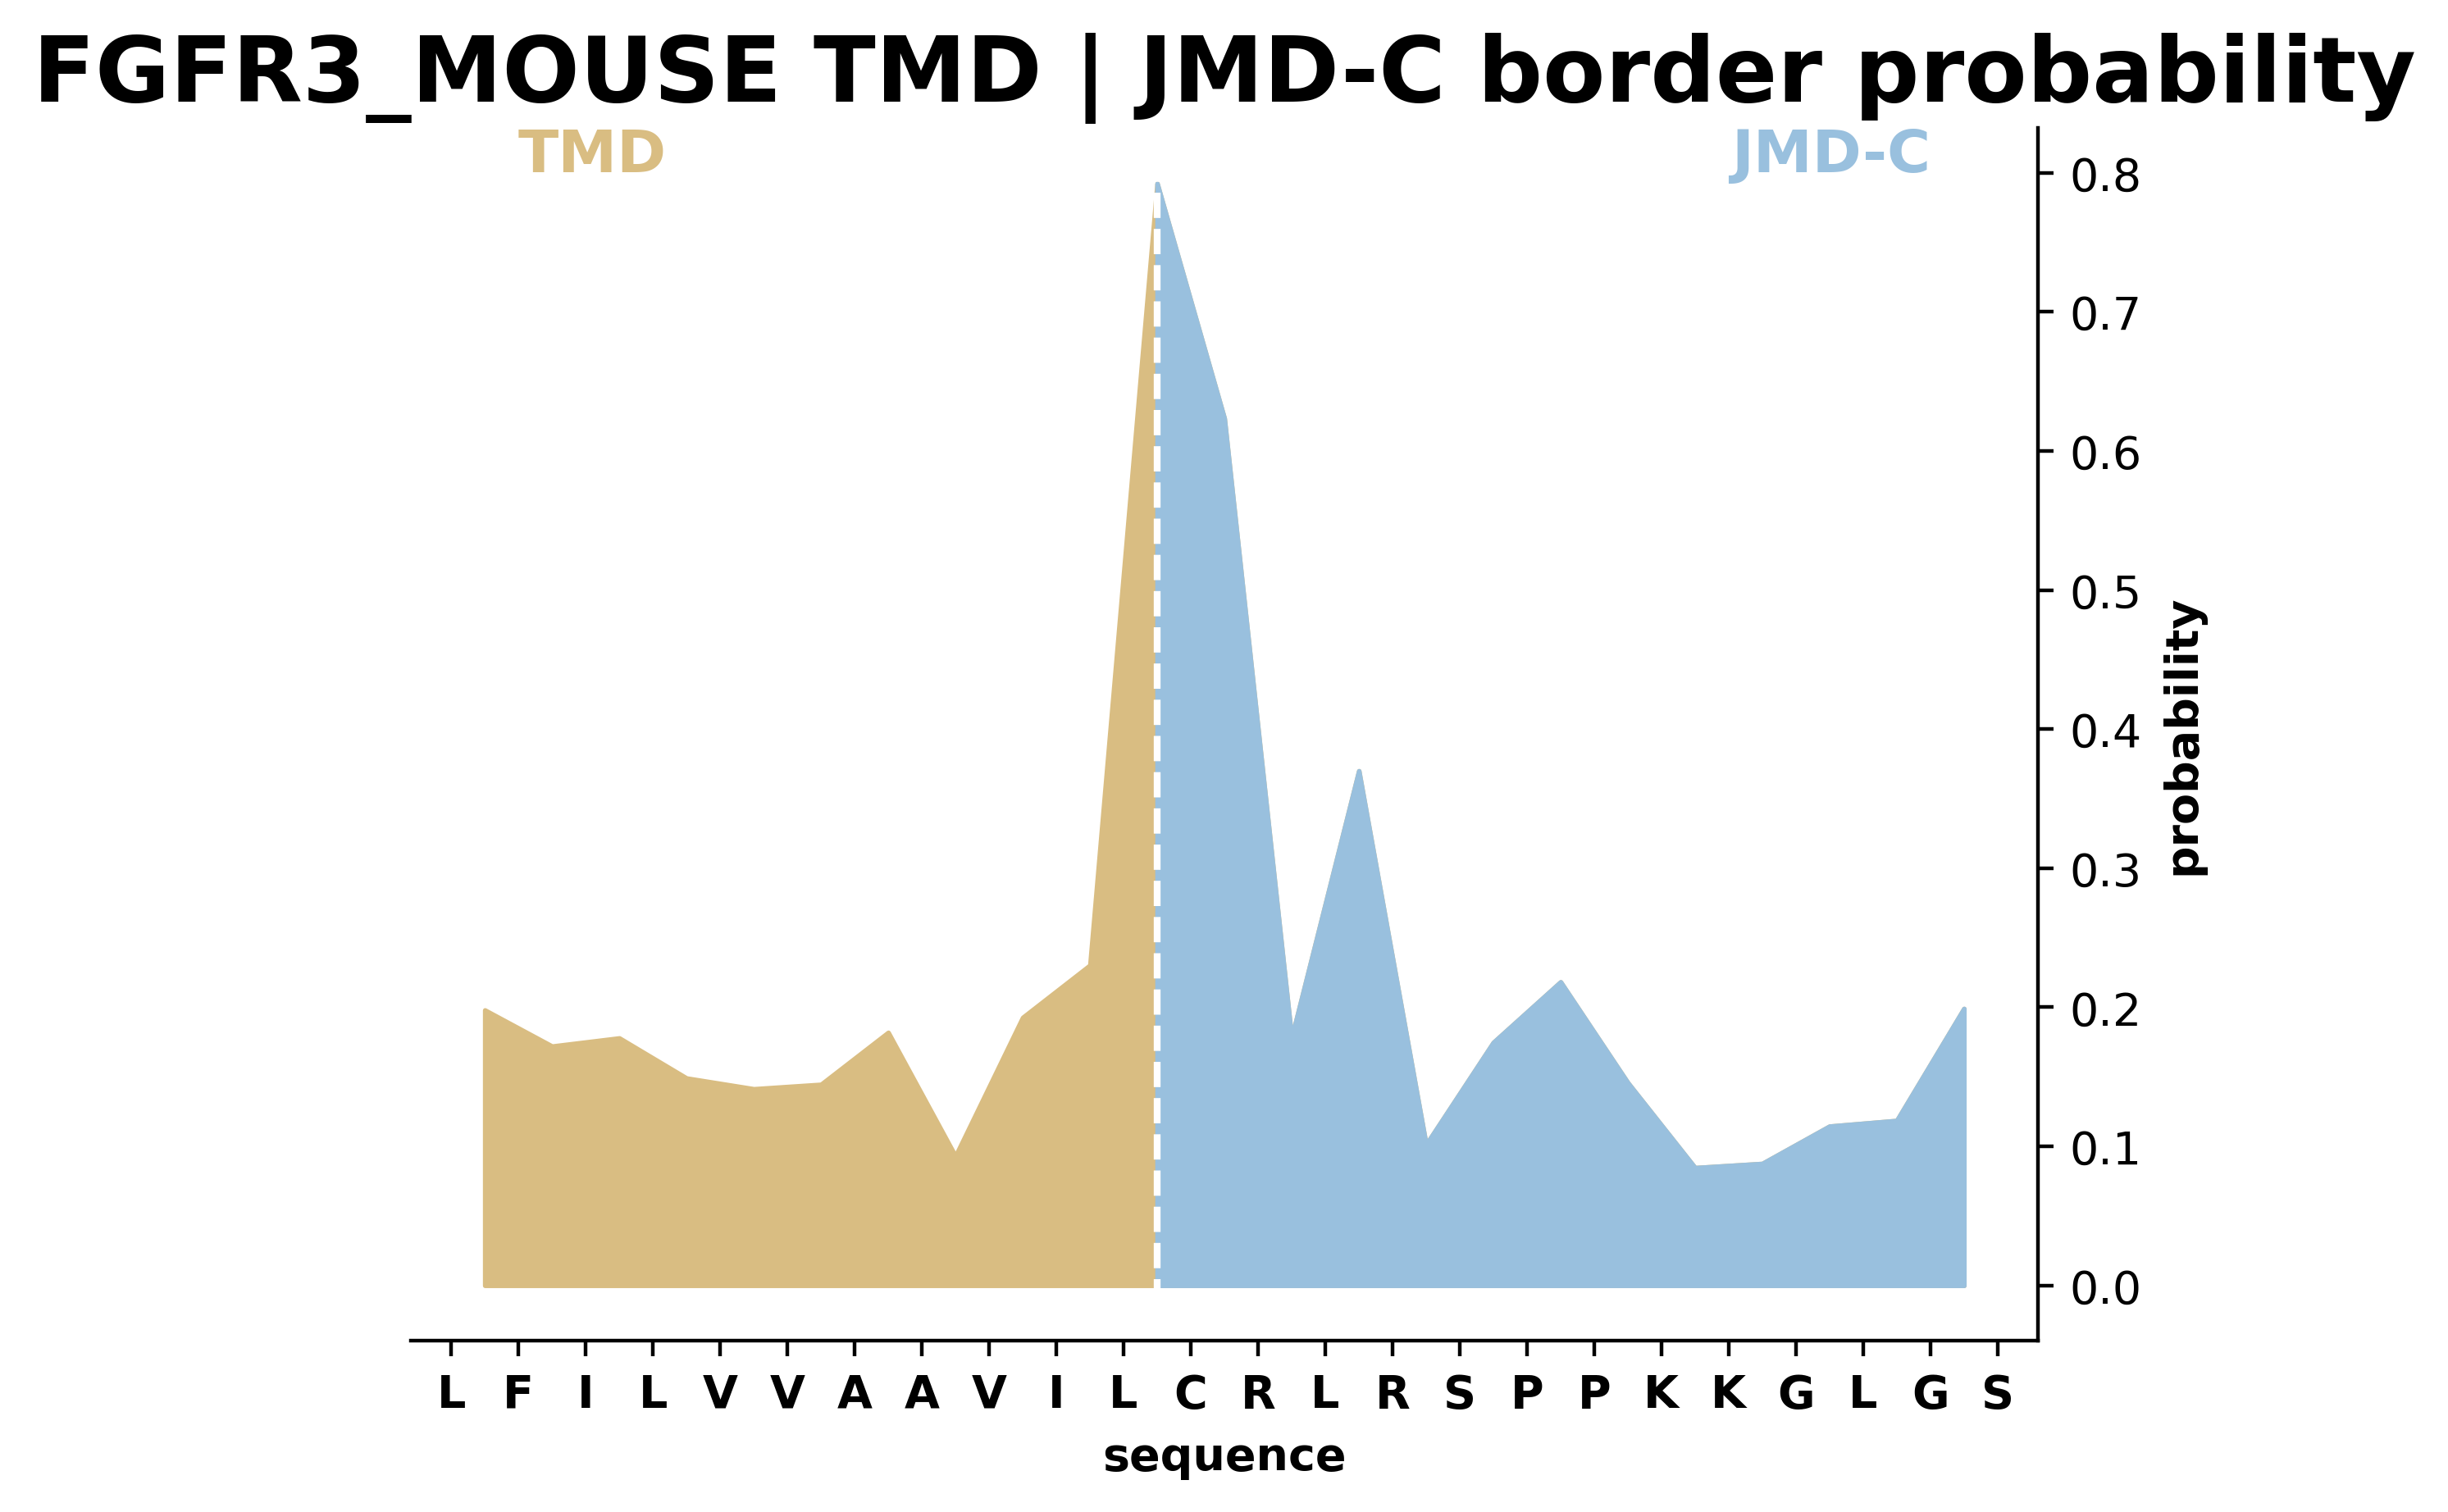 FGFR3_MOUSE TMD | JMD-C border probability
TMD JMD-C
0.8
0.7
0.6
0.5
0.4
0.3
0.2
0.1
0.0
probability
L F I L V V A A V I L C R L R S P P K K G L G S
sequence